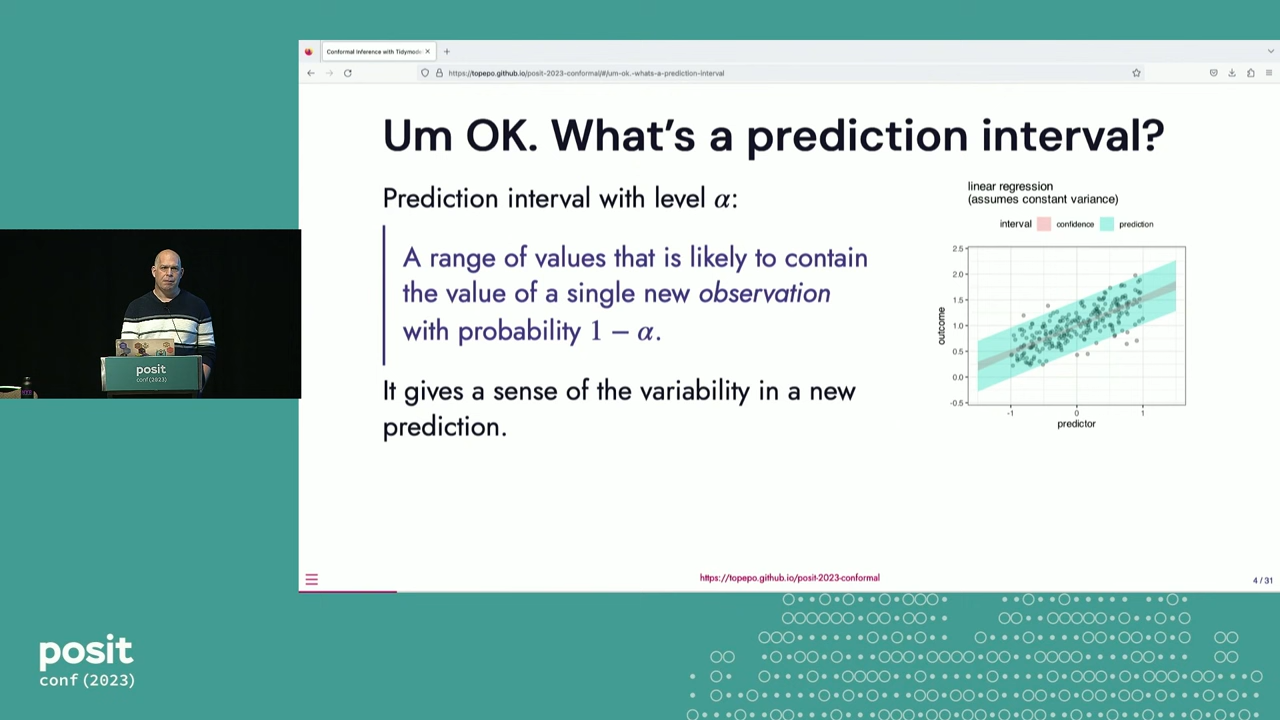 Conformal Inference with Tidymod
https://topepo.github.io/posit-2023-conformal/#/um-ok.-whats-a-prediction-interval
Um OK. What's a prediction interval?
Prediction interval with level α:
A range of values that is likely to contain
the value of a single new observation
with probability 1 − α.
It gives a sense of the variability in a new
prediction.
linear regression
(assumes constant variance)
interval confidence prediction
2.5
2.0
1.5
1.0
0.5
0.0
-0.5
outcome
-1 0 1
predictor
https://topepo.github.io/posit-2023-conformal
4 / 31
posit
conf(2023)
posit
conf(2023)